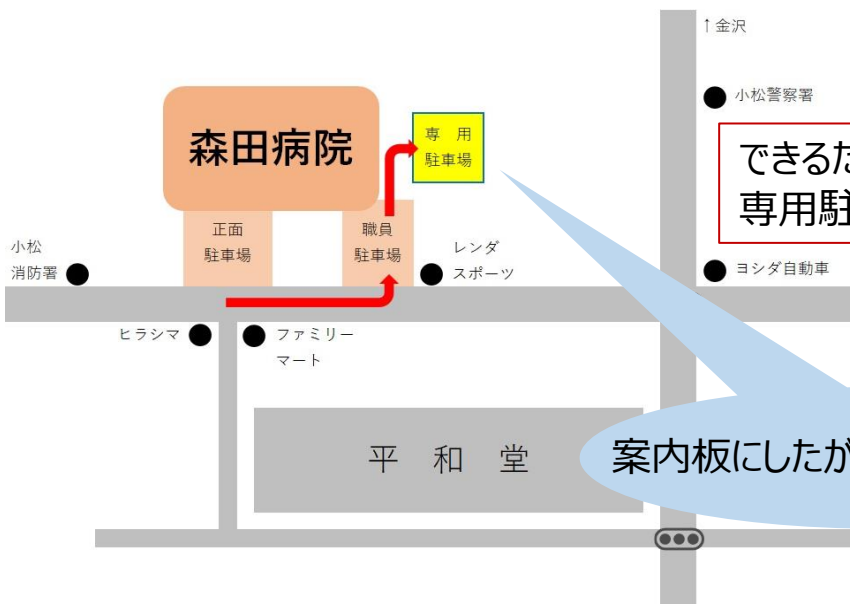 ↑金沢
小松警察署
森田病院
専　用
駐車場
できるだ
専用駐
正面
駐車場
職員
駐車場
小松
消防署
レンダ
スポーツ
ヨシダ自動車
ヒラシマ
ファミリー
マート
平　和　堂
案内板にしたが